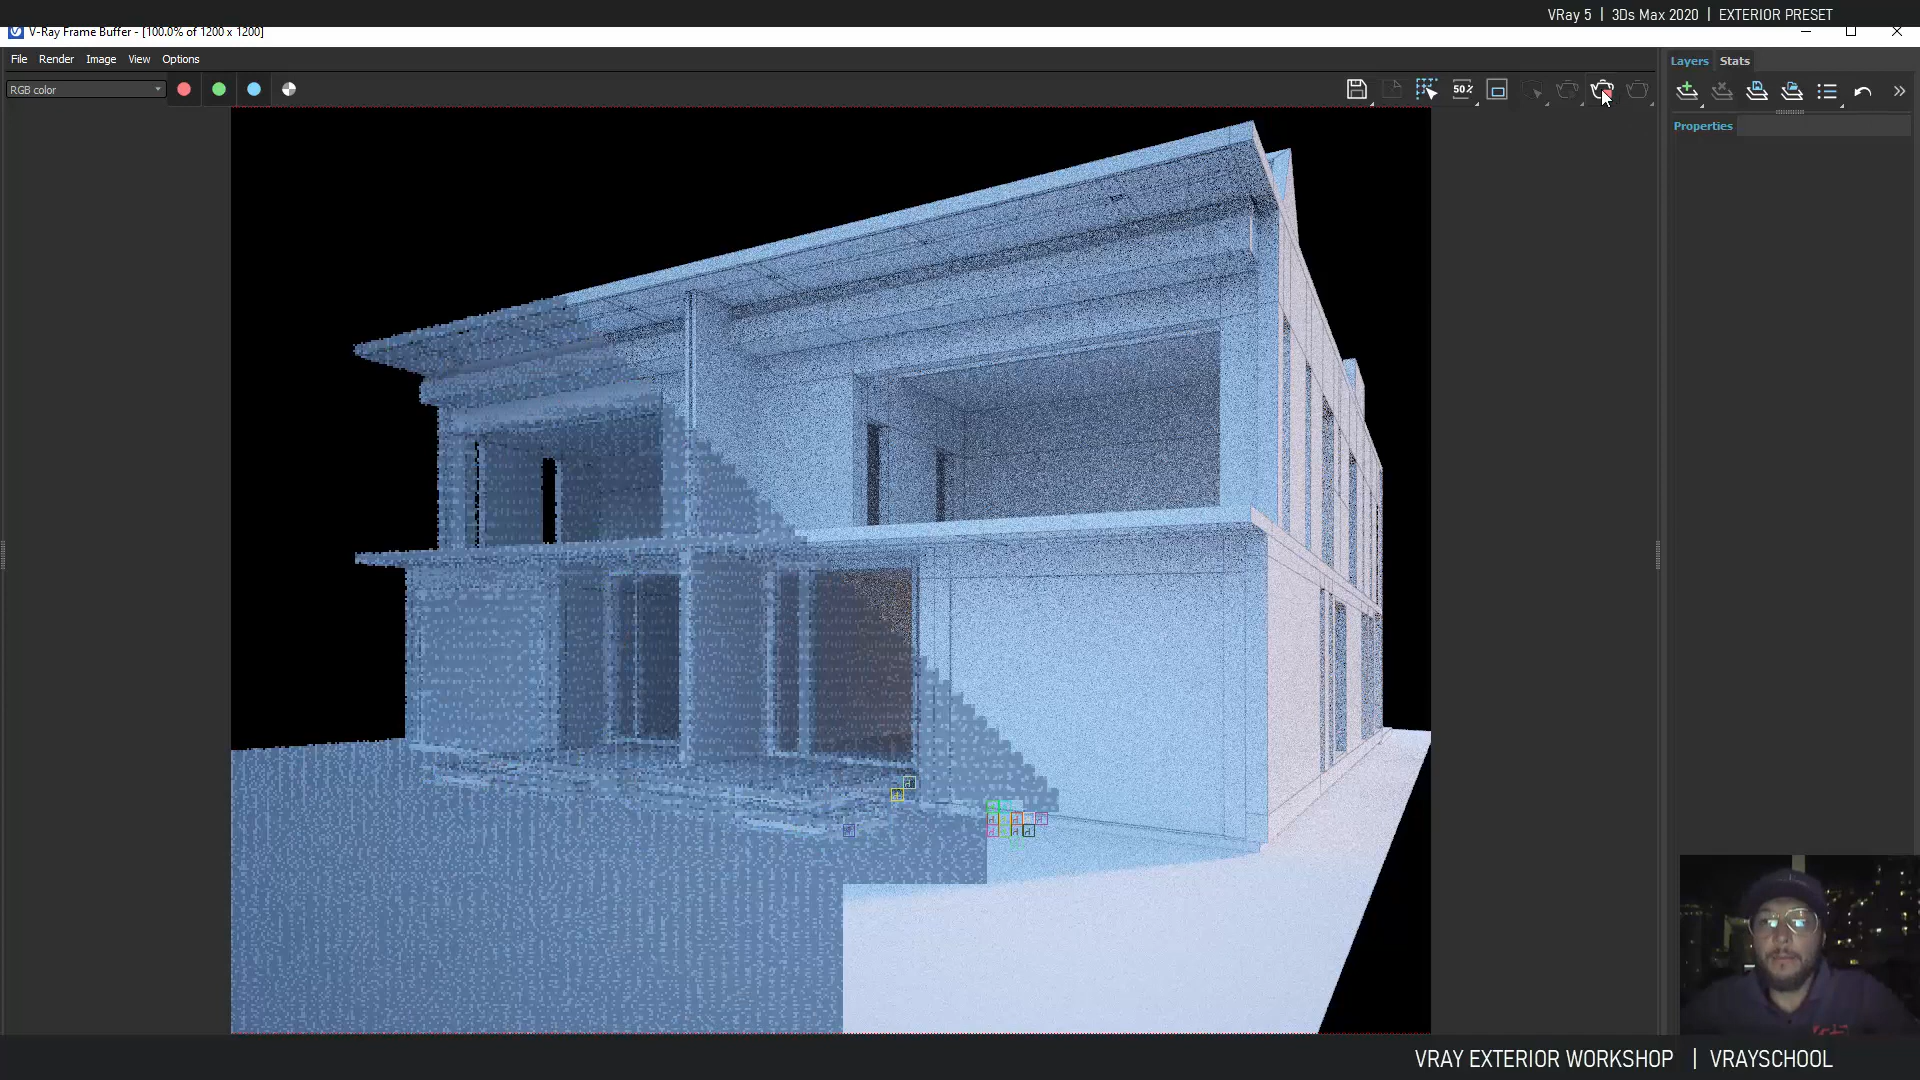 VRay 5 | 3Ds Max 2020 | EXTERIOR PRESET
V-Ray Frame Buffer - [100.0% of 1200 x 1200]
File Render Image View Options
Layers Stats
RGB color
50%
Properties
VRAY EXTERIOR WORKSHOP | VRAYSCHOOL